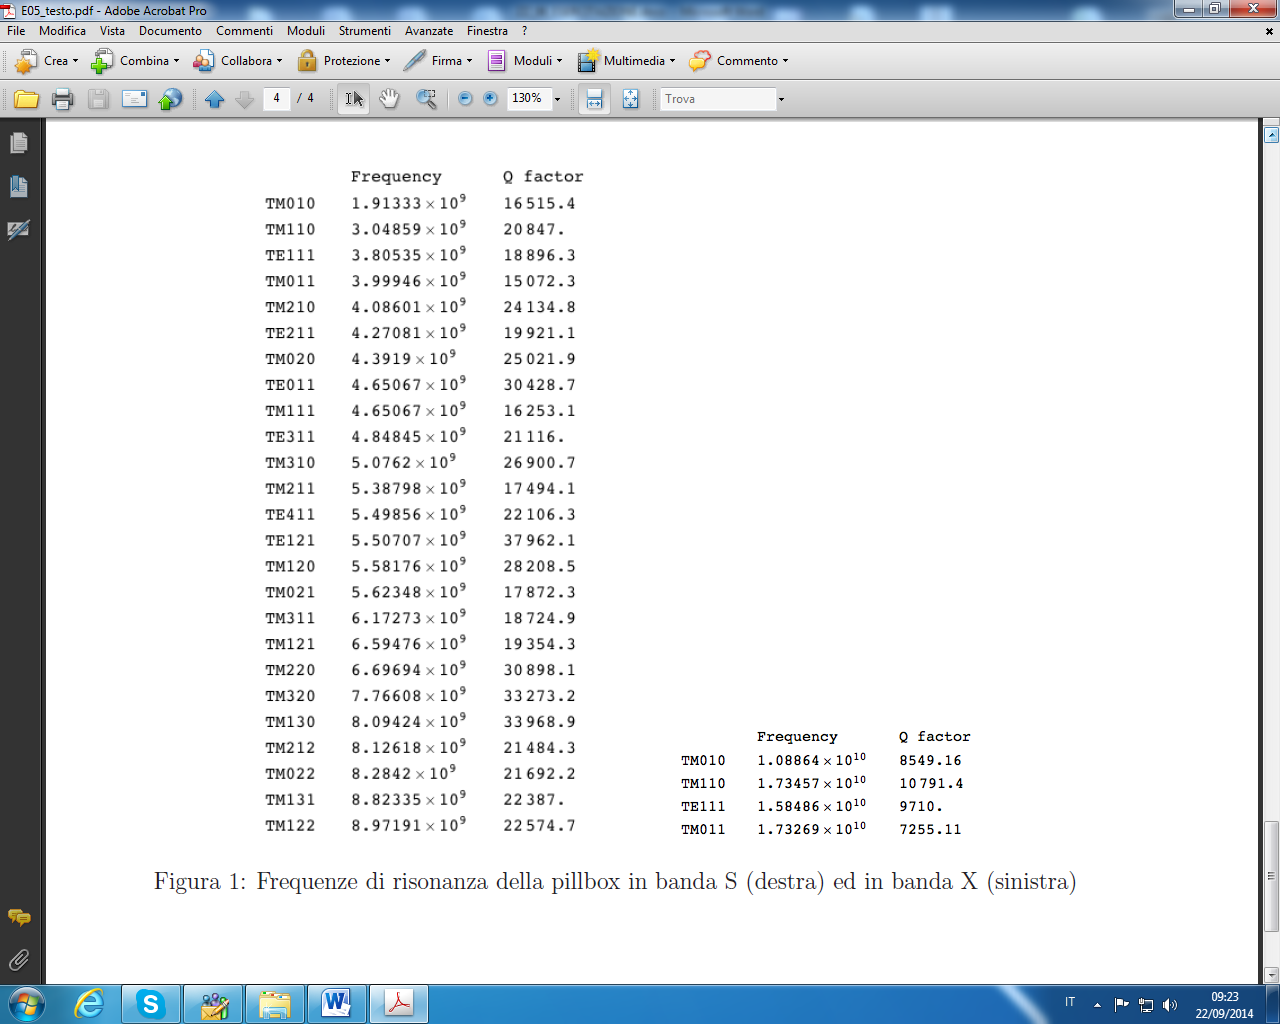 E05_testo.pdf - Adobe Acrobat Pro
File Modifica Vista Documento Commenti Moduli Strumenti Avanzate Finestra ?
Crea Combina Collabora Protezione Firma Moduli Multimedia Commento
4 / 4 130% Trova
Frequency Q factor
TM010 1.91333 × 10⁹ 16515.4
TM110 3.04859 × 10⁹ 20847.
TE111 3.80535 × 10⁹ 18896.3
TM011 3.99946 × 10⁹ 15072.3
TM210 4.08601 × 10⁹ 24134.8
TE211 4.27081 × 10⁹ 19921.1
TM020 4.3919 × 10⁹ 25021.9
TE011 4.65067 × 10⁹ 30428.7
TM111 4.65067 × 10⁹ 16253.1
TE311 4.84845 × 10⁹ 21116.
TM310 5.0762 × 10⁹ 26900.7
TM211 5.38798 × 10⁹ 17494.1
TE411 5.49856 × 10⁹ 22106.3
TE121 5.50707 × 10⁹ 37962.1
TM120 5.58176 × 10⁹ 28208.5
TM021 5.62348 × 10⁹ 17872.3
TM311 6.17273 × 10⁹ 18724.9
TM121 6.59476 × 10⁹ 19354.3
TM220 6.69694 × 10⁹ 30898.1
TM320 7.76608 × 10⁹ 33273.2
TM130 8.09424 × 10⁹ 33968.9
TM212 8.12618 × 10⁹ 21484.3
TM022 8.2842 × 10⁹ 21692.2
TM131 8.82335 × 10⁹ 22387.
TM122 8.97191 × 10⁹ 22574.7
Frequency Q factor
TM010 1.08864 × 10¹⁰ 8549.16
TM110 1.73457 × 10¹⁰ 10791.4
TE111 1.58486 × 10¹⁰ 9710.
TM011 1.73269 × 10¹⁰ 7255.11
Figura 1: Frequenze di risonanza della pillbox in banda S (destra) ed in banda X (sinistra)
IT 09:23
22/09/2014